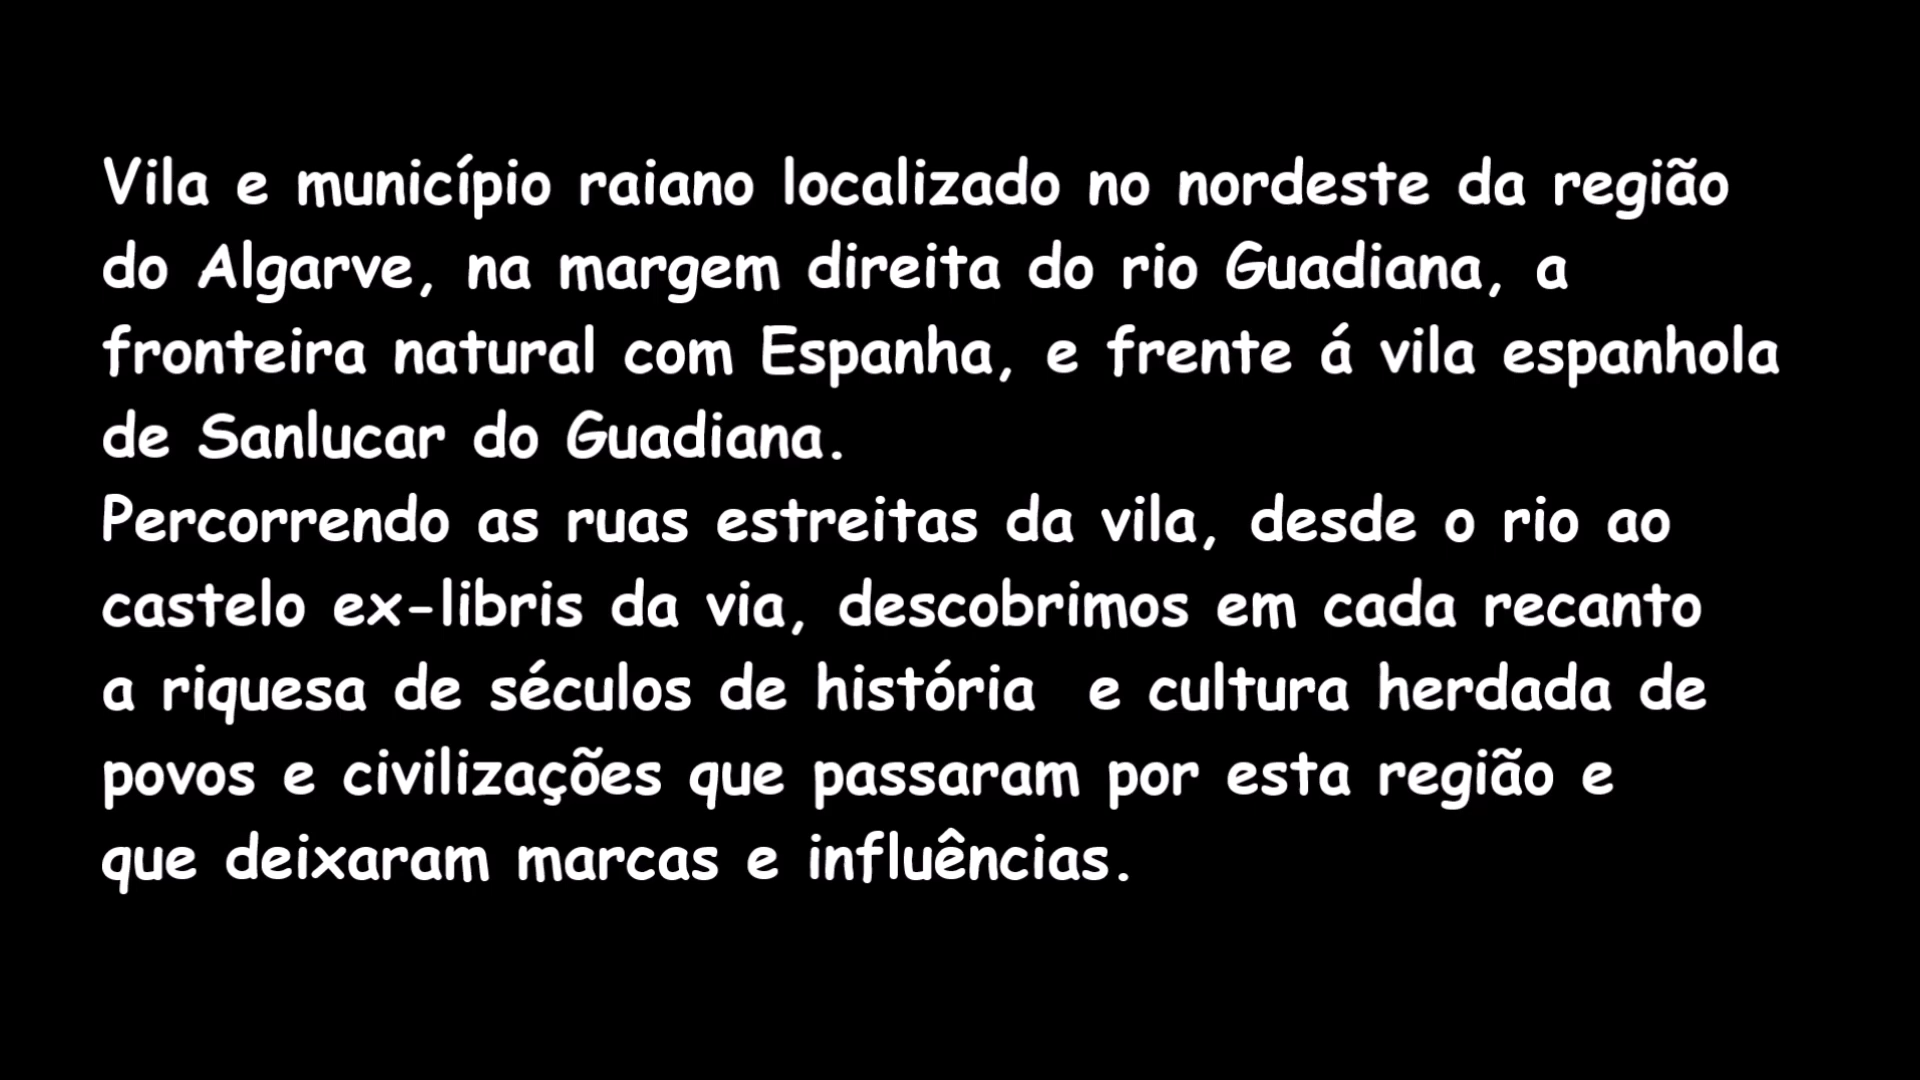 Vila e município raiano localizado no nordeste da região
do Algarve, na margem direita do rio Guadiana, a
fronteira natural com Espanha, e frente á vila espanhola
de Sanlucar do Guadiana.
Percorrendo as ruas estreitas da vila, desde o rio ao
castelo ex-libris da via, descobrimos em cada recanto
a riquesa de séculos de história  e cultura herdada de
povos e civilizações que passaram por esta região e
que deixaram marcas e influências.